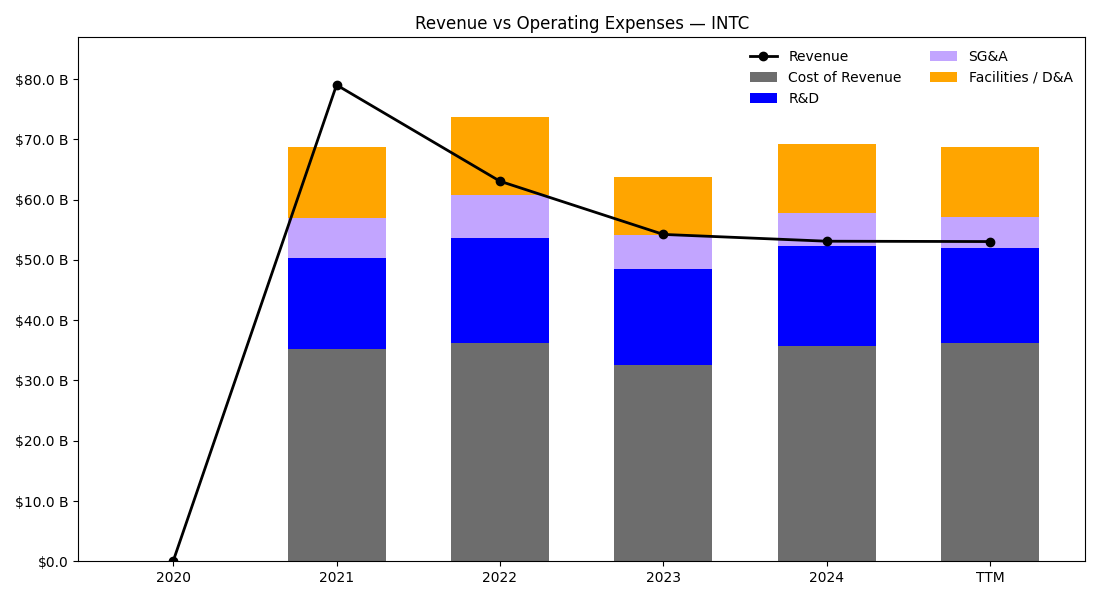 Revenue vs Operating Expenses — INTC
Revenue
Cost of Revenue
R&D
SG&A
Facilities / D&A
$80.0 B
$70.0 B
$60.0 B
$50.0 B
$40.0 B
$30.0 B
$20.0 B
$10.0 B
$0.0
2020 2021 2022 2023 2024 TTM